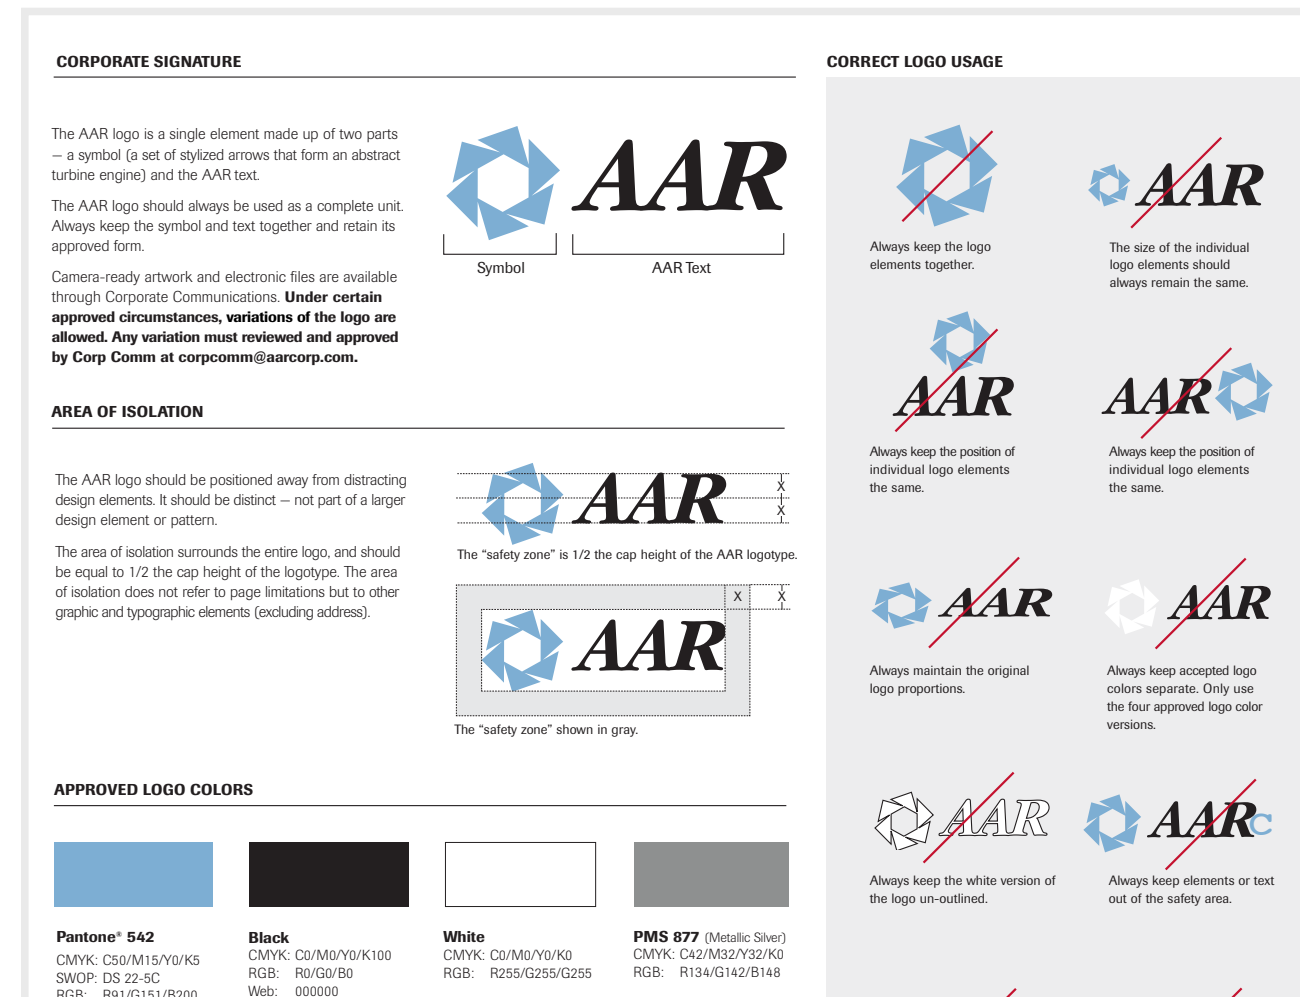 CORPORATE SIGNATURE
The AAR logo is a single element made up of two parts
— a symbol (a set of stylized arrows that form an abstract
turbine engine) and the AAR text.
The AAR logo should always be used as a complete unit.
Always keep the symbol and text together and retain its
approved form.
Camera-ready artwork and electronic files are available
through Corporate Communications. Under certain
approved circumstances, variations of the logo are
allowed. Any variation must reviewed and approved
by Corp Comm at corpcomm@aarcorp.com.
AAR
Symbol
AAR Text
AREA OF ISOLATION
The AAR logo should be positioned away from distracting
design elements. It should be distinct — not part of a larger
design element or pattern.
The area of isolation surrounds the entire logo, and should
be equal to 1/2 the cap height of the logotype. The area
of isolation does not refer to page limitations but to other
graphic and typographic elements (excluding address).
AAR
X
X
The “safety zone” is 1/2 the cap height of the AAR logotype.
X
X
AAR
The “safety zone” shown in gray.
APPROVED LOGO COLORS
Pantone® 542
CMYK: C50/M15/Y0/K5
SWOP: DS 22-5C
RGB: R91/G151/B200
Black
CMYK: C0/M0/Y0/K100
RGB: R0/G0/B0
Web: 000000
White
CMYK: C0/M0/Y0/K0
RGB: R255/G255/G255
PMS 877 (Metallic Silver)
CMYK: C42/M32/Y32/K0
RGB: R134/G142/B148
CORRECT LOGO USAGE
Always keep the logo
elements together.
AAR
The size of the individual
logo elements should
always remain the same.
AAR
Always keep the position of
individual logo elements
the same.
AAR
Always keep the position of
individual logo elements
the same.
AAR
Always maintain the original
logo proportions.
AAR
Always keep accepted logo
colors separate. Only use
the four approved logo color
versions.
AAR
Always keep the white version of
the logo un-outlined.
AAR C
Always keep elements or text
out of the safety area.